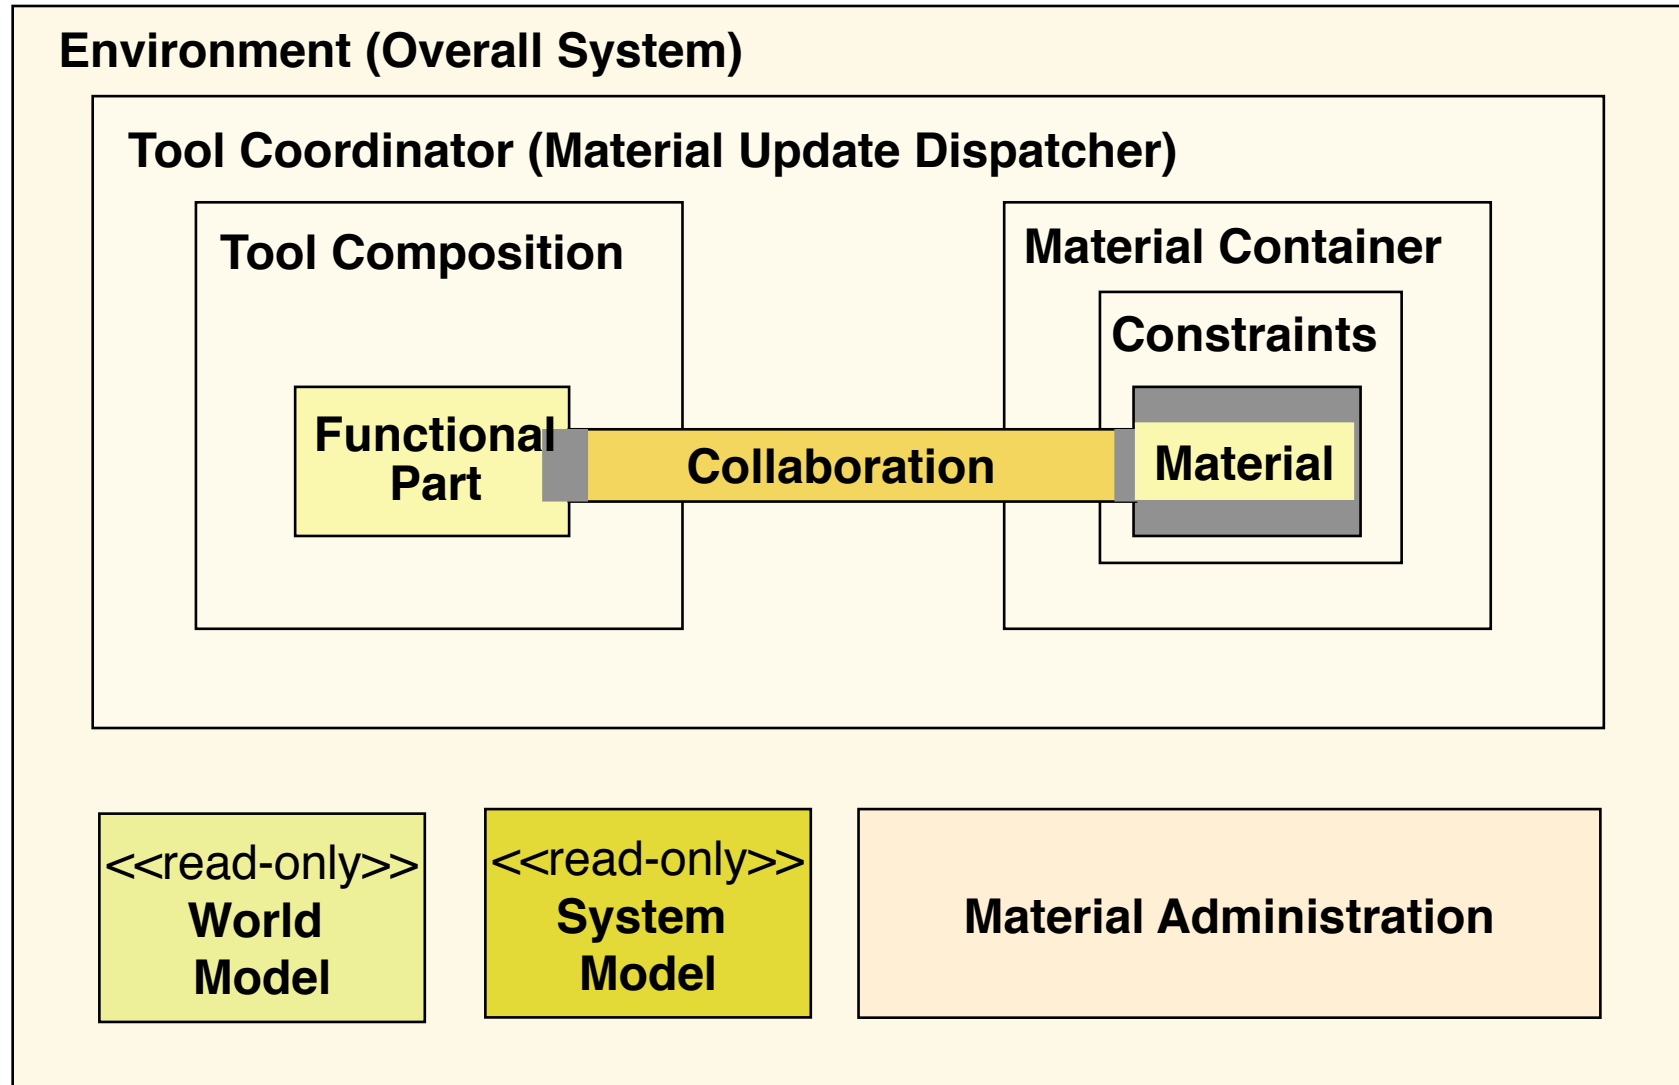 Environment (Overall System)
Tool Coordinator (Material Update Dispatcher)
Tool Composition
Material Container
Constraints
Functional
Part
Collaboration
Material
<<read-only>>
World
Model
<<read-only>>
System
Model
Material Administration